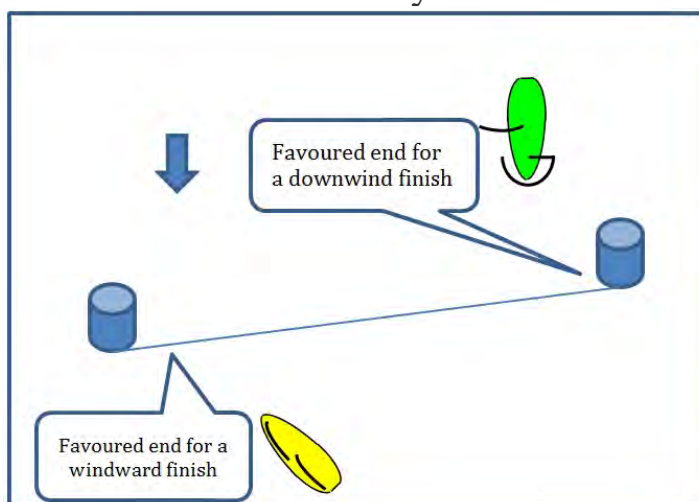 Favoured end for
a downwind finish
Favoured end for a
windward finish